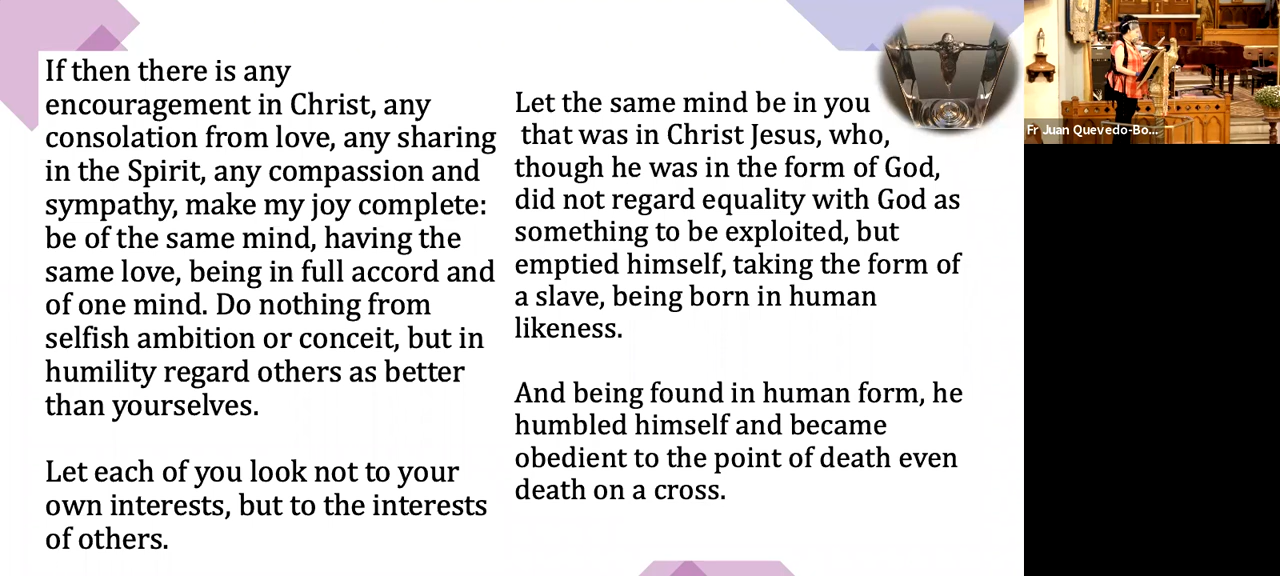 If then there is any
encouragement in Christ, any
consolation from love, any sharing
in the Spirit, any compassion and
sympathy, make my joy complete:
be of the same mind, having the
same love, being in full accord and
of one mind. Do nothing from
selfish ambition or conceit, but in
humility regard others as better
than yourselves.
Let each of you look not to your
own interests, but to the interests
of others.
Let the same mind be in you
that was in Christ Jesus, who,
though he was in the form of God,
did not regard equality with God as
something to be exploited, but
emptied himself, taking the form of
a slave, being born in human
likeness.
And being found in human form, he
humbled himself and became
obedient to the point of death even
death on a cross.
Fr Juan Quevedo-Bo...